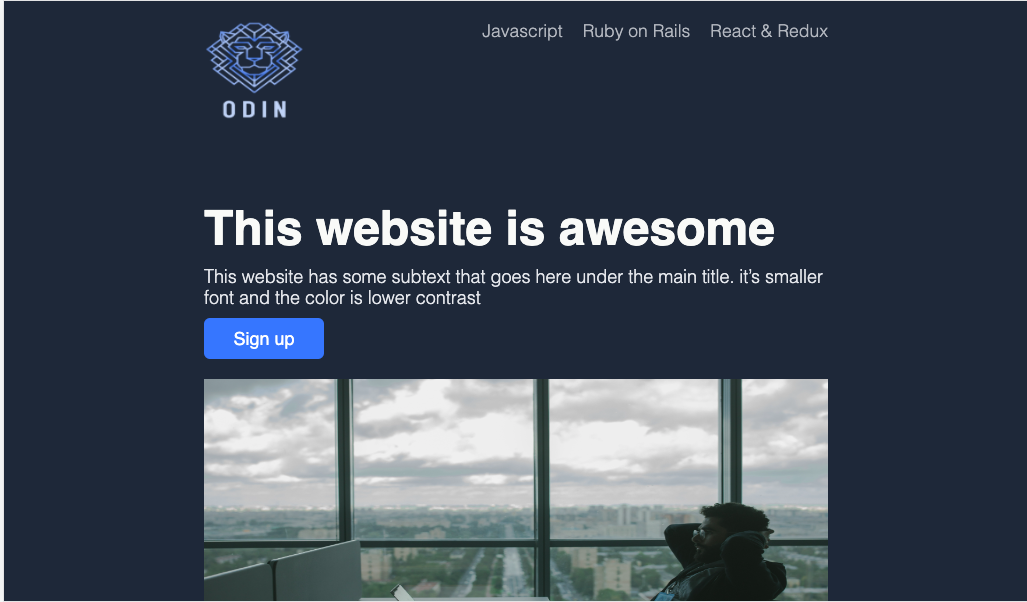 ODIN
Javascript Ruby on Rails React & Redux
This website is awesome
This website has some subtext that goes here under the main title. it’s smaller
font and the color is lower contrast
Sign up